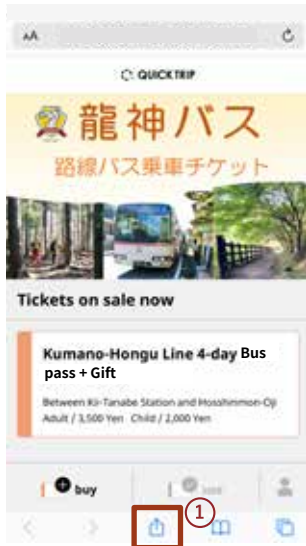 AA
QUICK TRIP
龍神バス
路線バス乗車チケット
Tickets on sale now
Kumano-Hongu Line 4-day Bus
pass + Gift
Between Kii-Tanabe Station and Hosshinmon-Oji
Adult / 3,500 Yen Child / 2,000 Yen
buy
1